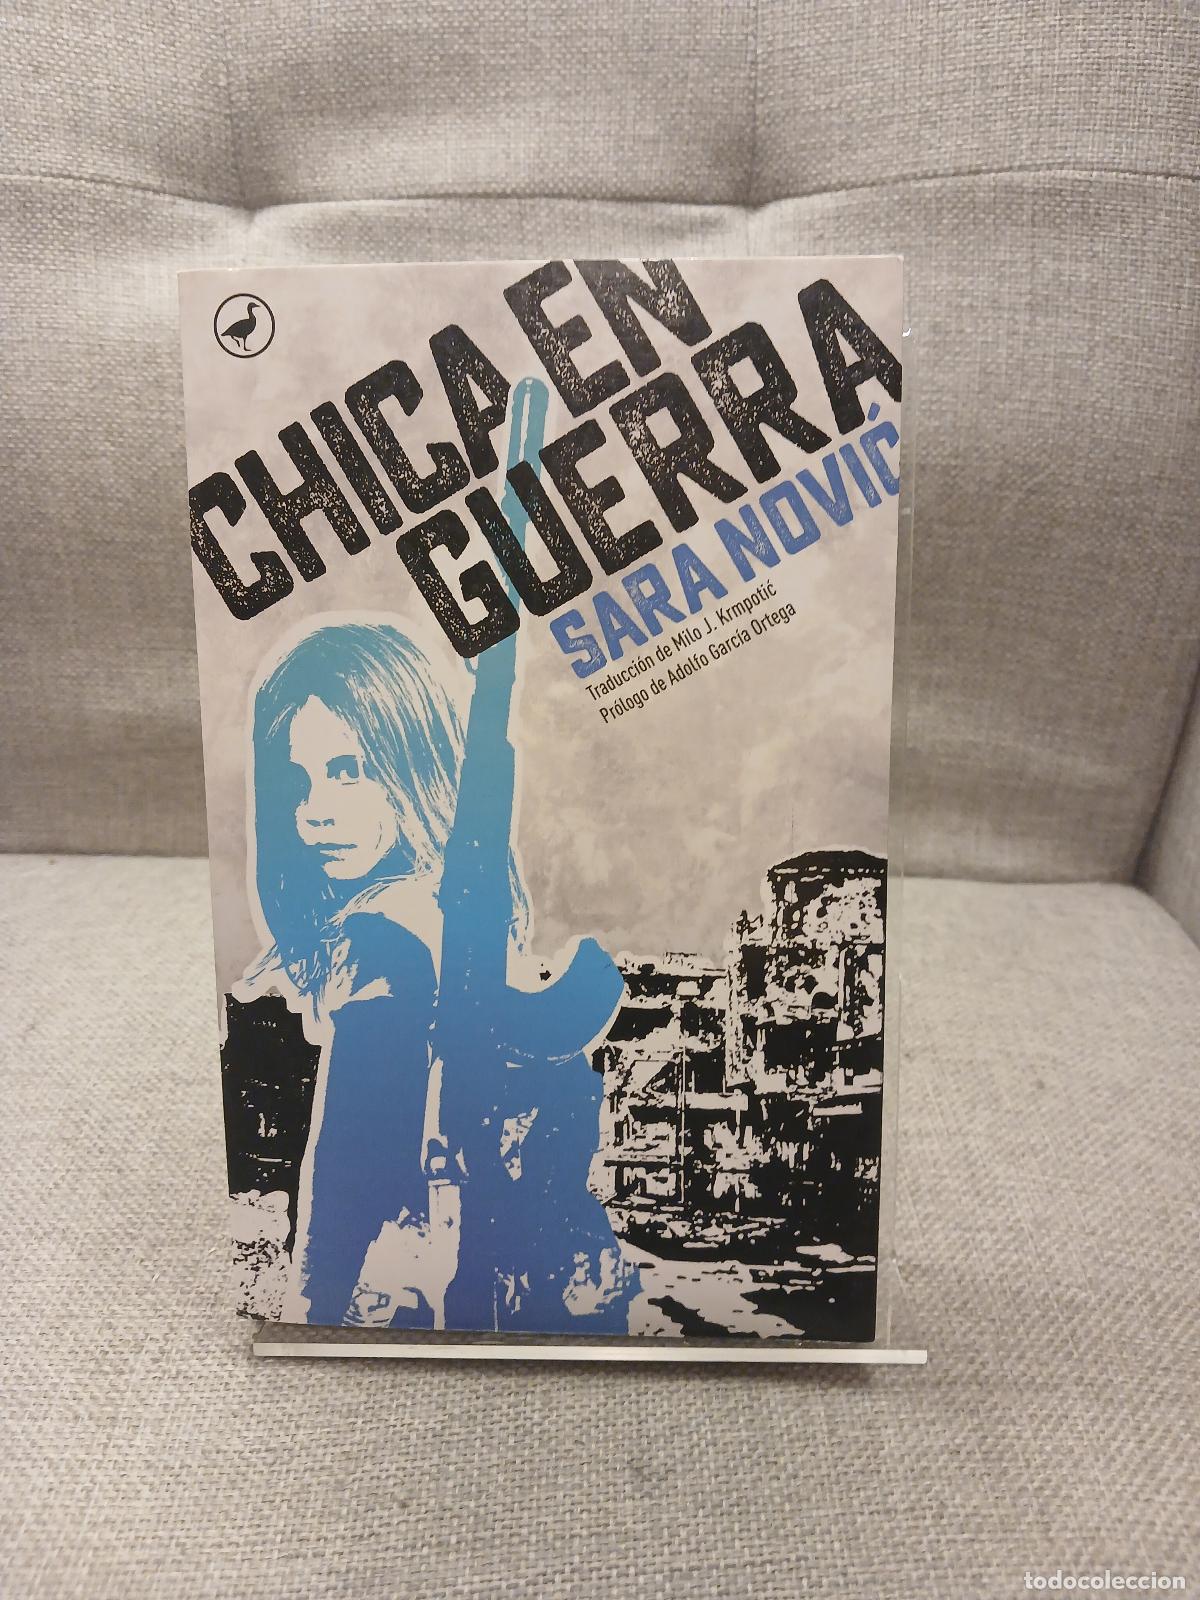 CHICA EN
GUERRA
SARA NOVIĆ
Traducción de Milo J. Krmpotić
Prólogo de Adolfo García Ortega
todocoleccion